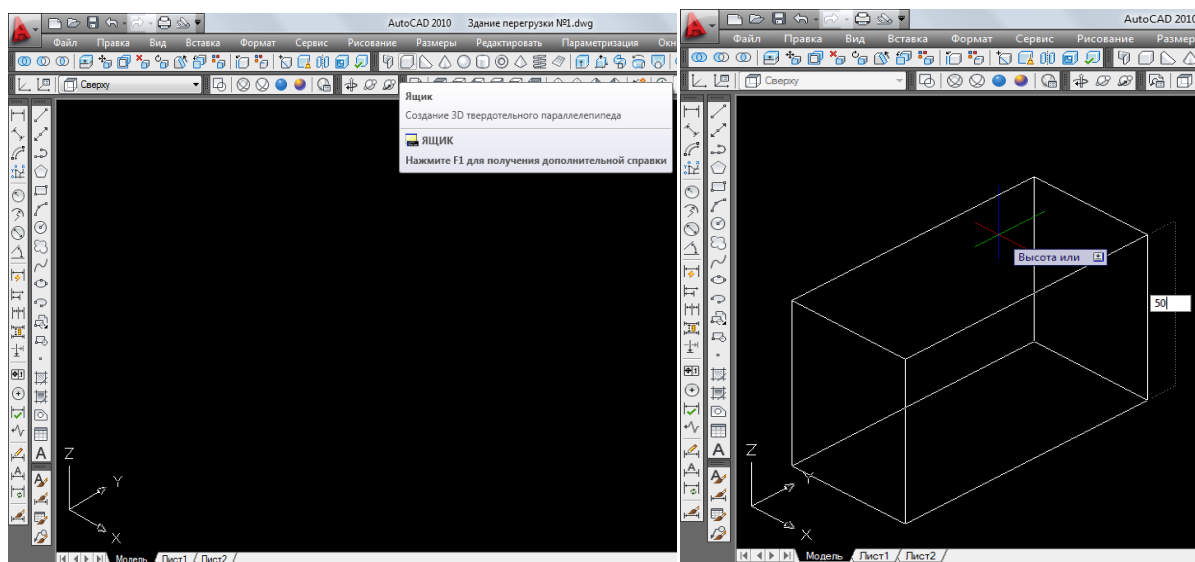 AutoCAD 2010 Здание перегрузки №1.dwg
Файл Правка Вид Вставка Формат Сервис Рисование Размеры Редактировать Параметризация Окн
Сверху
Ящик
Создание 3D твердотельного параллелепипеда
ЯЩИК
Нажмите F1 для получения дополнительной справки
Z
Y
X
Модель Лист1 Лист2
AutoCAD 2010
Файл Правка Вид Вставка Формат Сервис Рисование Размер
Сверху
Высота или
50
A
A
Z
Y
X
Модель Лист1 Лист2